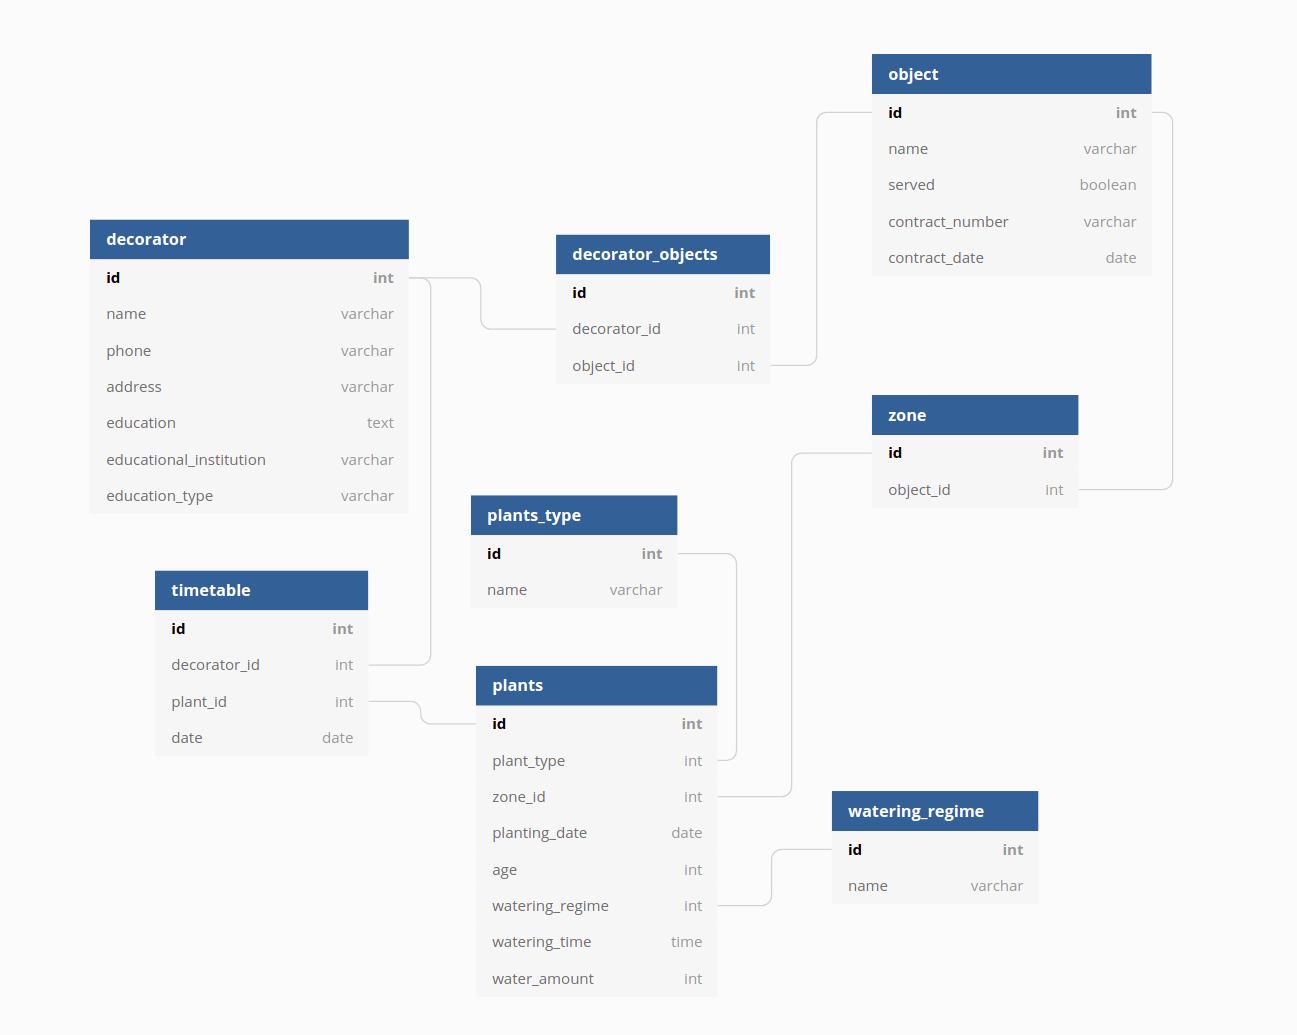 object
id int
name varchar
served boolean
contract_number varchar
contract_date date
decorator
id int
name varchar
phone varchar
address varchar
education text
educational_institution varchar
education_type varchar
decorator_objects
id int
decorator_id int
object_id int
zone
id int
object_id int
plants_type
id int
name varchar
timetable
id int
decorator_id int
plant_id int
date date
plants
id int
plant_type int
zone_id int
planting_date date
age int
watering_regime int
watering_time time
water_amount int
watering_regime
id int
name varchar